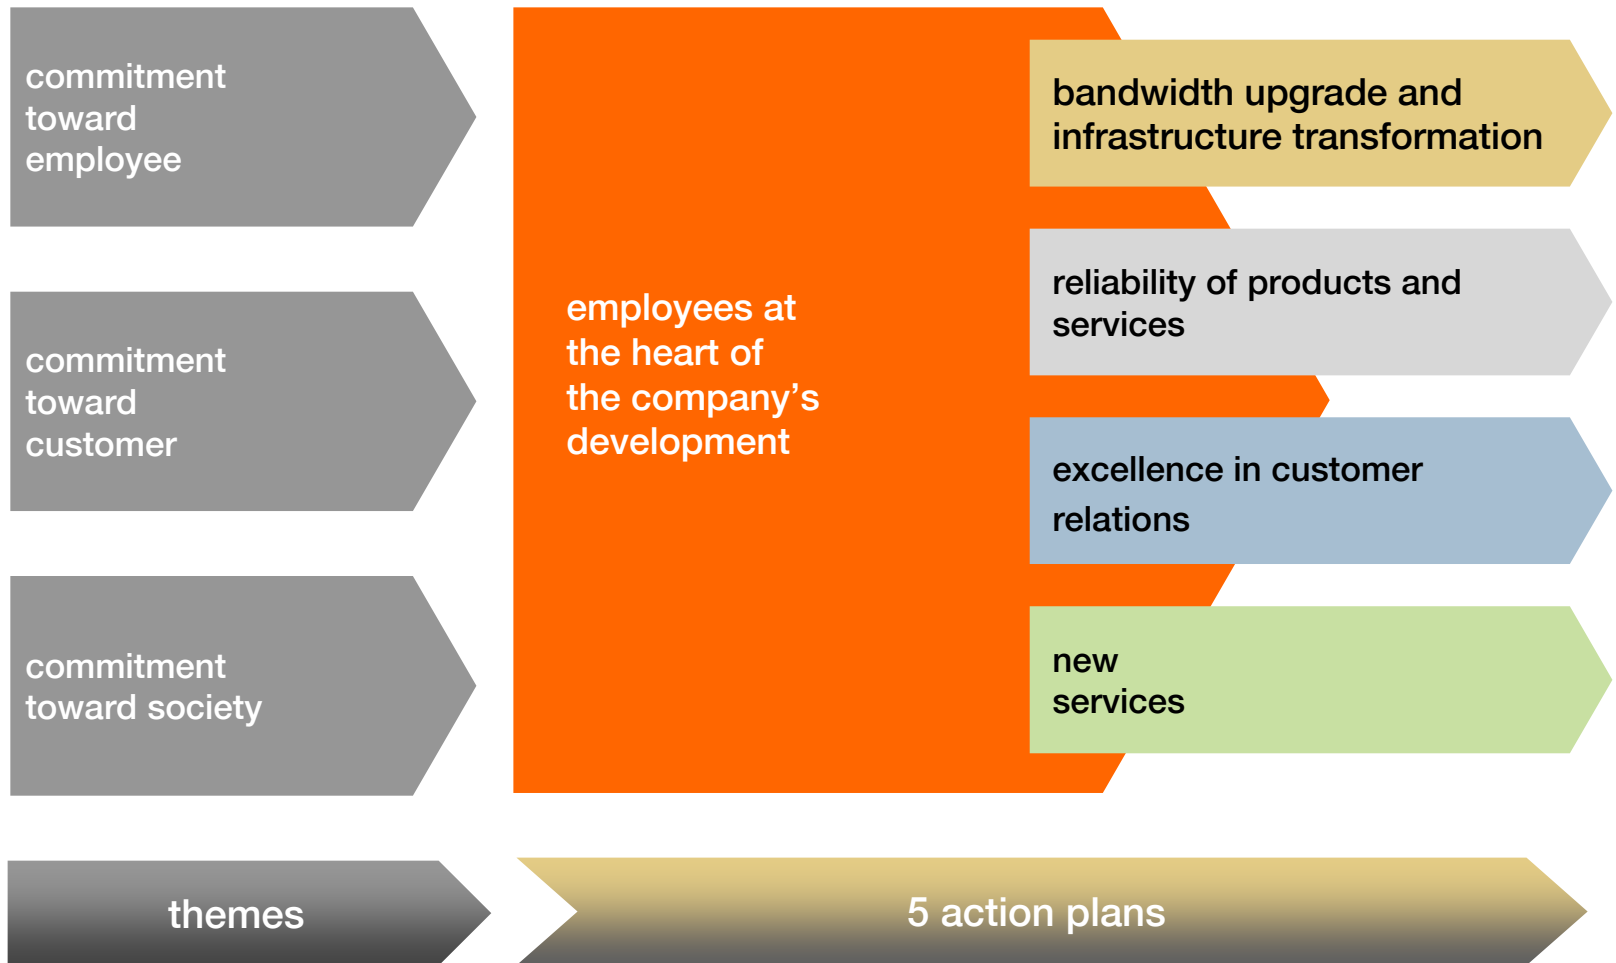 commitment
toward
employee
commitment
toward
customer
commitment
toward society
employees at
the heart of
the company’s
development
bandwidth upgrade and
infrastructure transformation
reliability of products and
services
excellence in customer
relations
new
services
themes
5 action plans